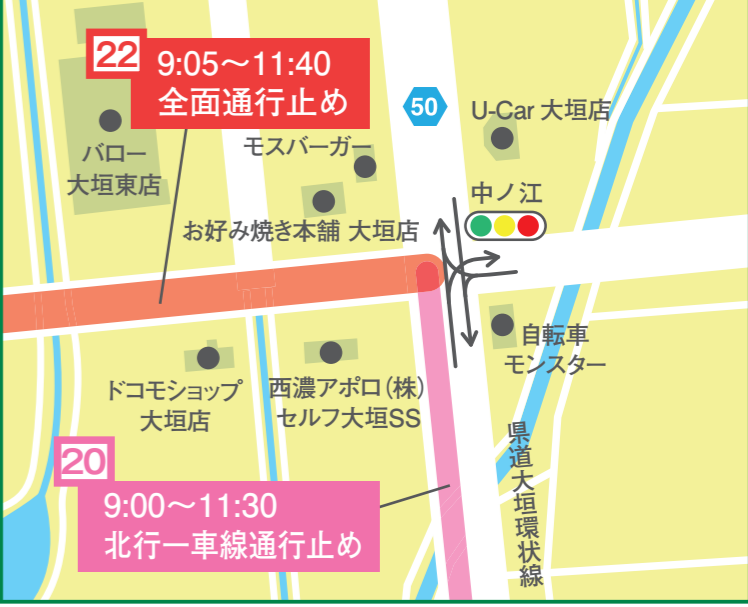 22
9:05〜11:40
全面通行止め
50
U-Car 大垣店
バロー
大垣東店
モスバーガー
中ノ江
お好み焼き本舗 大垣店
自転車
モンスター
ドコモショップ
大垣店
西濃アポロ(株)
セルフ大垣SS
県道大垣環状線
20
9:00〜11:30
北行一車線通行止め